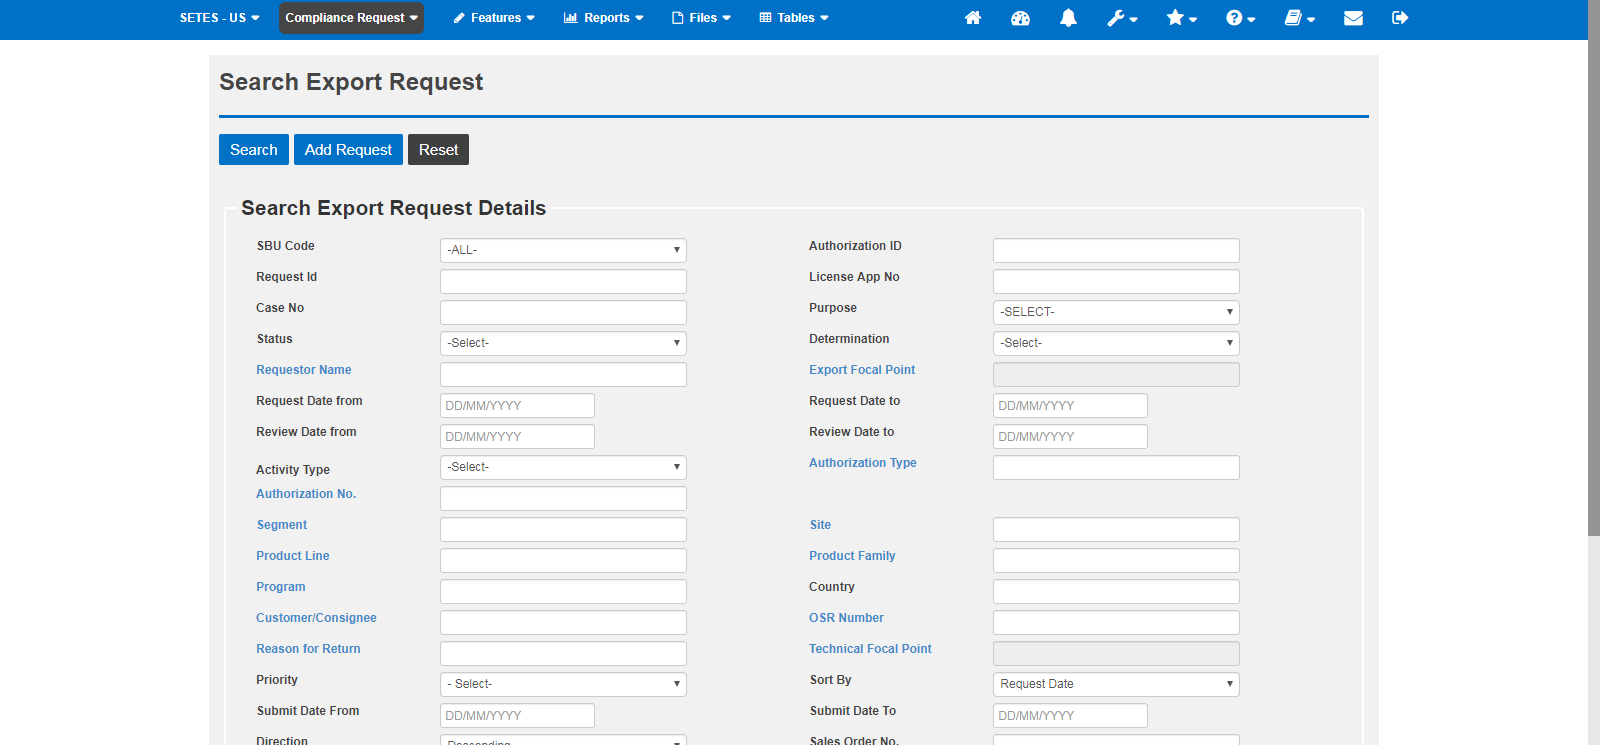 SETES - US Compliance Request Features Reports Files Tables
Search Export Request
Search Add Request Reset
Search Export Request Details
SBU Code -ALL- Authorization ID
Request Id License App No
Case No Purpose -SELECT-
Status -Select- Determination -Select-
Requestor Name Export Focal Point
Request Date from DD/MM/YYYY Request Date to DD/MM/YYYY
Review Date from DD/MM/YYYY Review Date to DD/MM/YYYY
Activity Type -Select- Authorization Type
Authorization No.
Segment Site
Product Line Product Family
Program Country
Customer/Consignee OSR Number
Reason for Return Technical Focal Point
Priority - Select- Sort By Request Date
Submit Date From DD/MM/YYYY Submit Date To DD/MM/YYYY
Direction Descending Sales Order No.